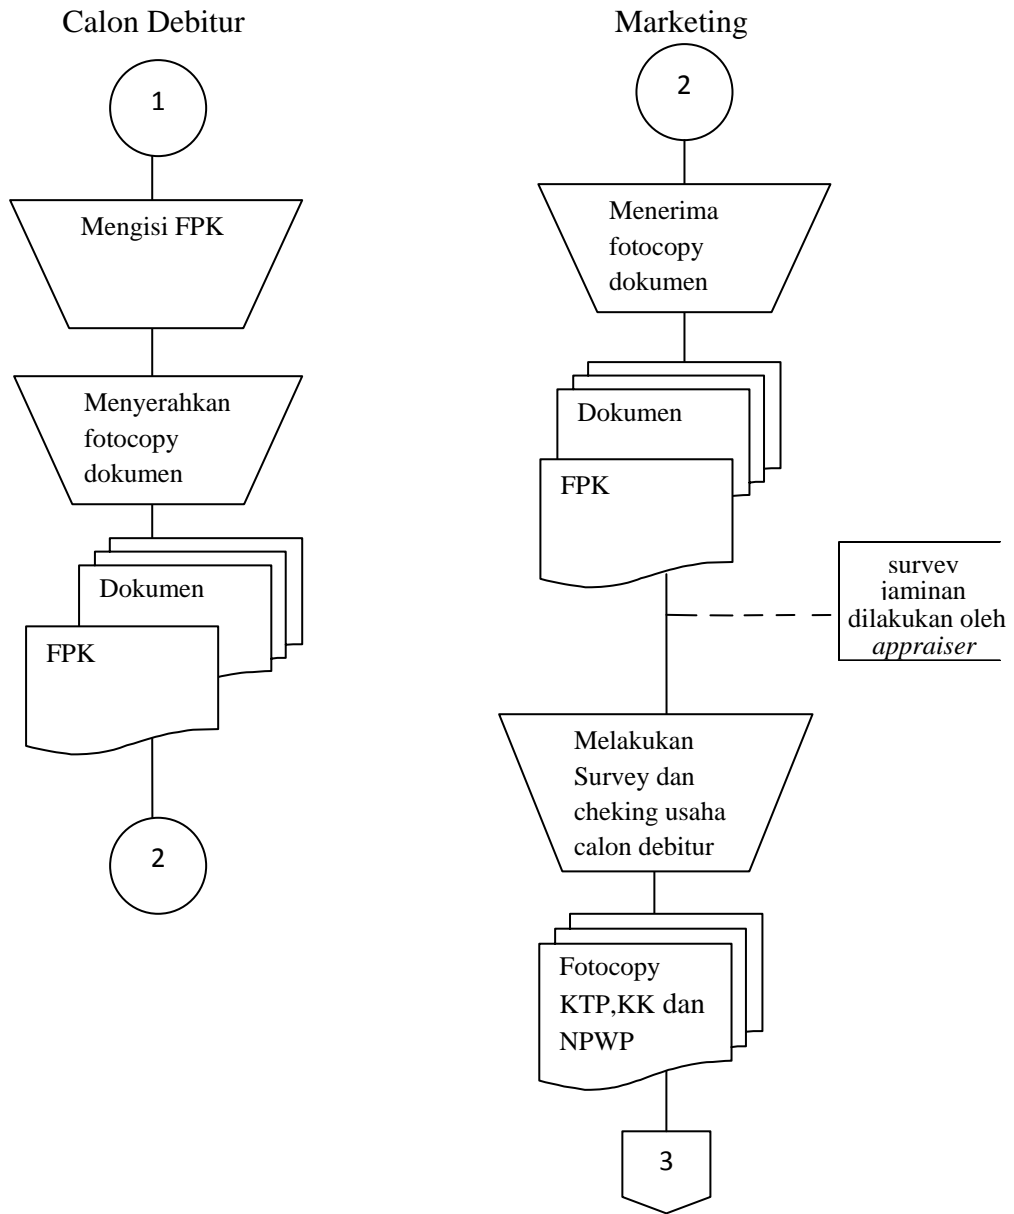 Calon Debitur
1
Mengisi FPK
Menyerahkan
fotocopy
dokumen
Dokumen
FPK
2
Marketing
2
Menerima
fotocopy
dokumen
Dokumen
FPK
survey
jaminan
dilakukan oleh
appraiser
Melakukan
Survey dan
cheking usaha
calon debitur
Fotocopy
KTP,KK dan
NPWP
3